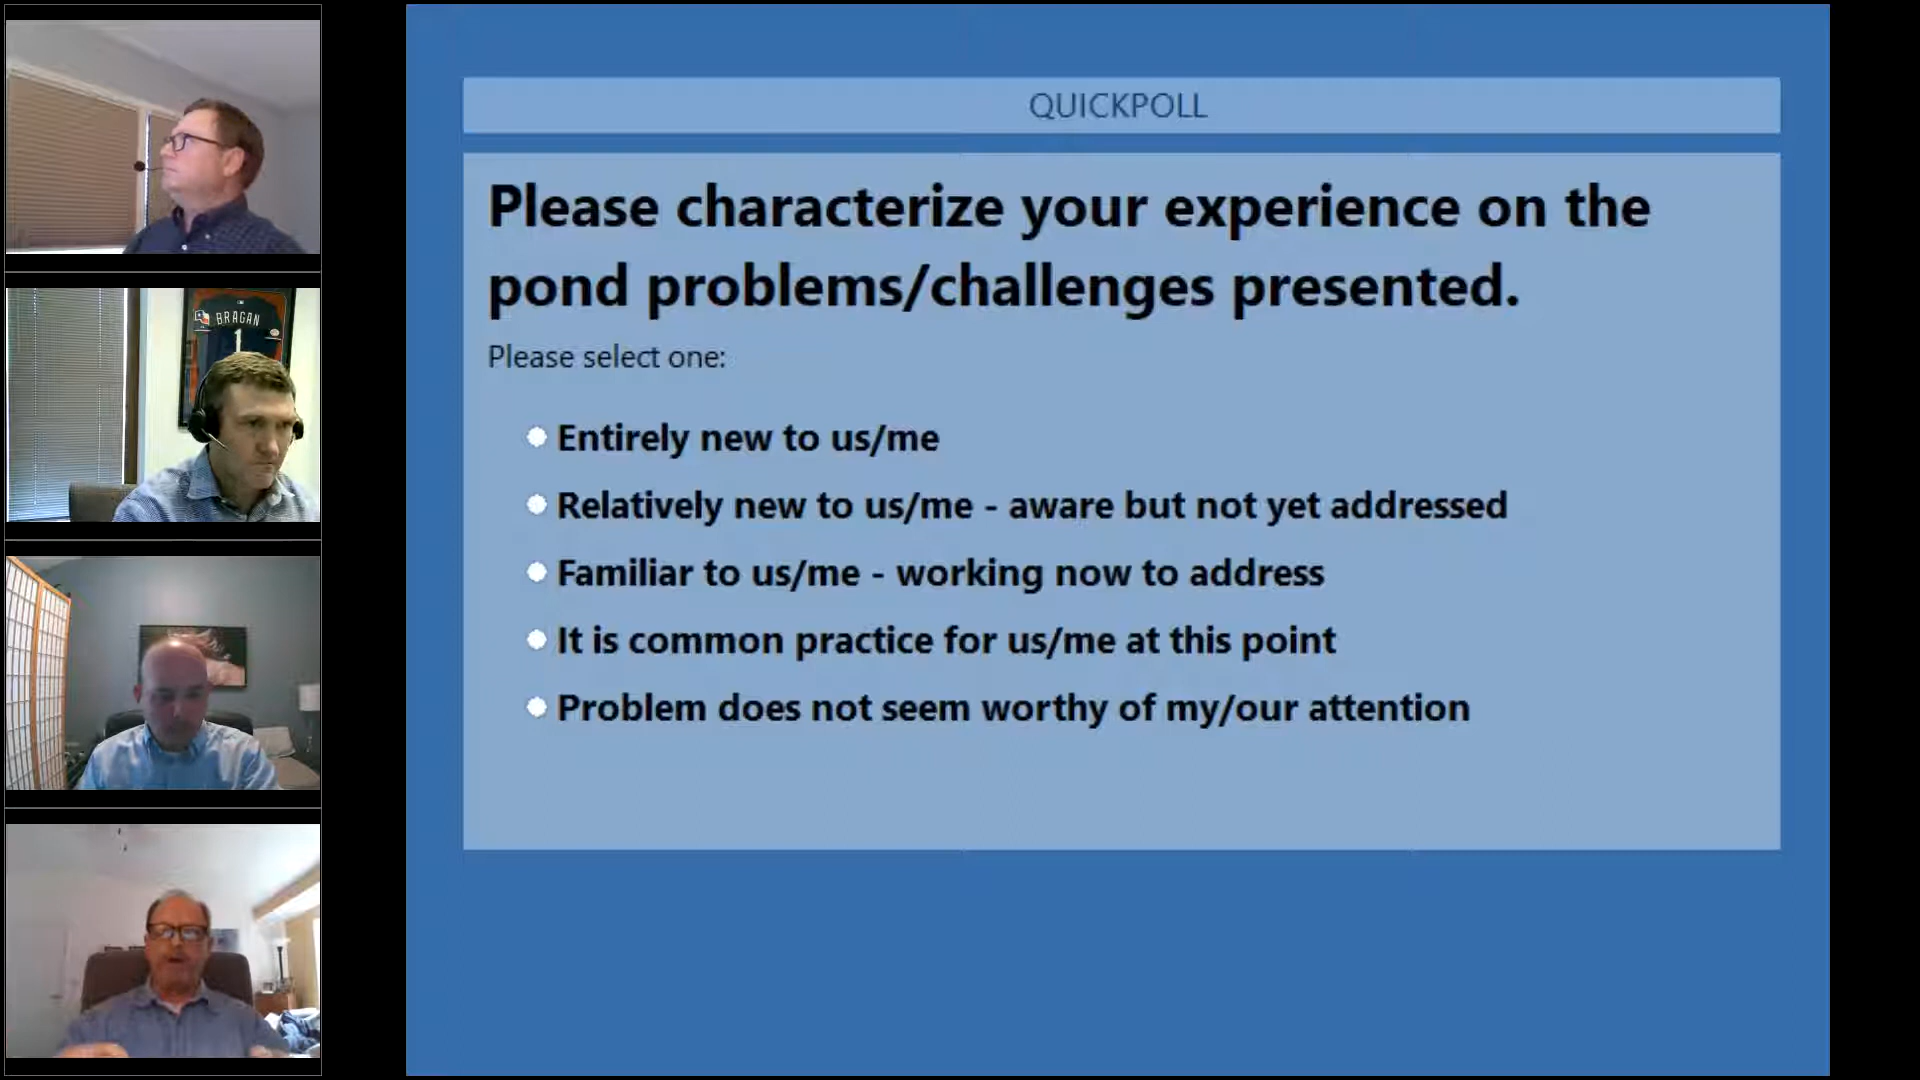 BRAGAN
1
QUICKPOLL
Please characterize your experience on the
pond problems/challenges presented.
Please select one:
Entirely new to us/me
Relatively new to us/me - aware but not yet addressed
Familiar to us/me - working now to address
It is common practice for us/me at this point
Problem does not seem worthy of my/our attention